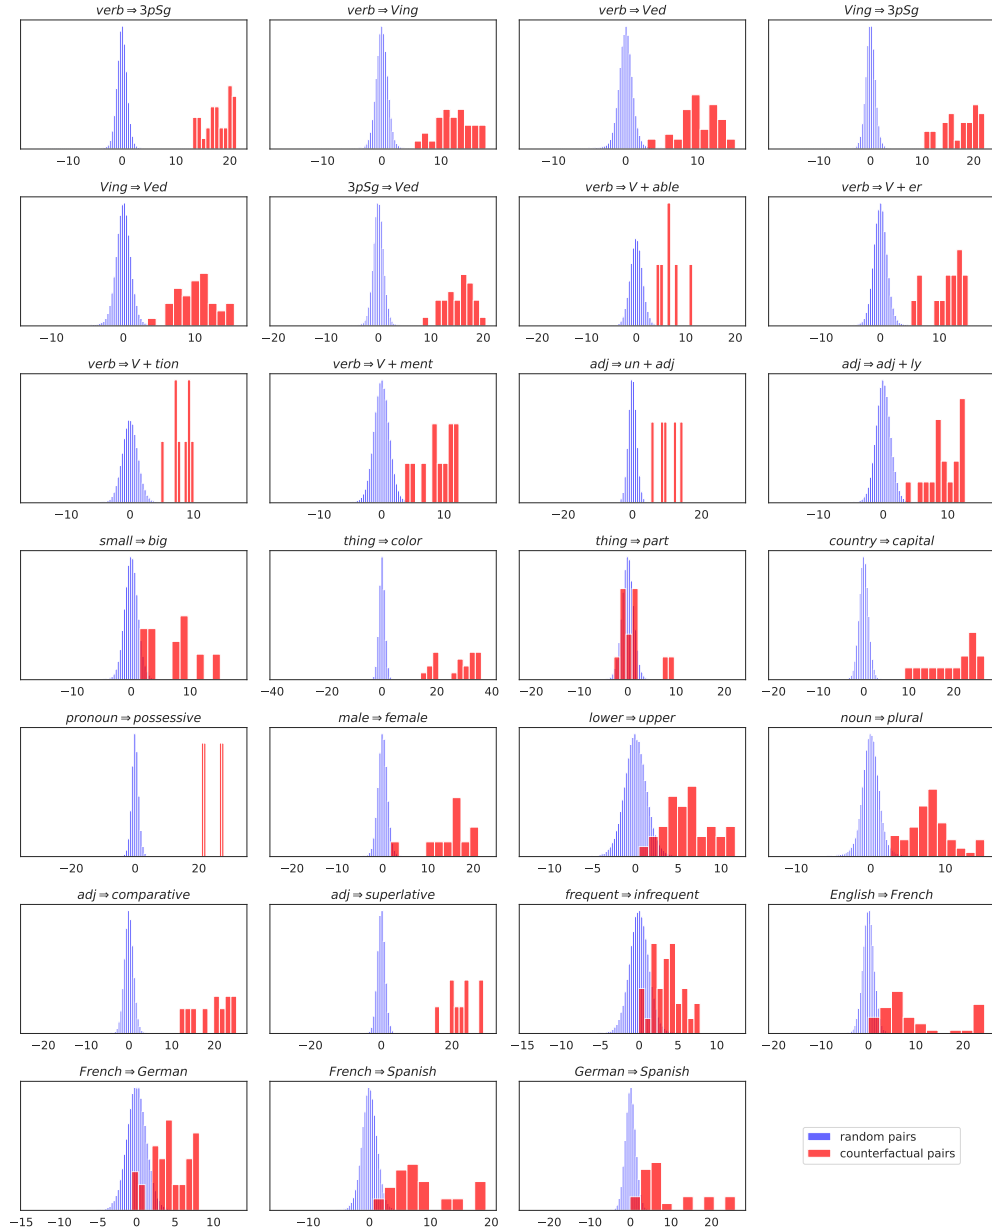 verb ⇒ 3pSg verb ⇒ Ving verb ⇒ Ved Ving ⇒ 3pSg
−10 0 10 20 −10 0 10 −10 0 10 −10 0 10 20
Ving ⇒ Ved 3pSg ⇒ Ved verb ⇒ V + able verb ⇒ V + er
−10 0 10 −20 −10 0 10 20 −20 −10 0 10 20 −10 0 10
verb ⇒ V + tion verb ⇒ V + ment adj ⇒ un + adj adj ⇒ adj + ly
−10 0 10 −10 0 10 −20 0 20 −10 0 10
small ⇒ big thing ⇒ color thing ⇒ part country ⇒ capital
−10 0 10 −40 −20 0 20 40 −20 −10 0 10 20 −20 −10 0 10 20
pronoun ⇒ possessive male ⇒ female lower ⇒ upper noun ⇒ plural
−20 0 20 −20 −10 0 10 20 −10 −5 0 5 10 −10 0 10
adj ⇒ comparative adj ⇒ superlative frequent ⇒ infrequent English ⇒ French
−20 −10 0 10 20 −20 0 20 −15 −10 −5 0 5 10 −20 −10 0 10 20
French ⇒ German French ⇒ Spanish German ⇒ Spanish
−15 −10 −5 0 5 10 −20 −10 0 10 20 −20 −10 0 10 20
random pairs
counterfactual pairs